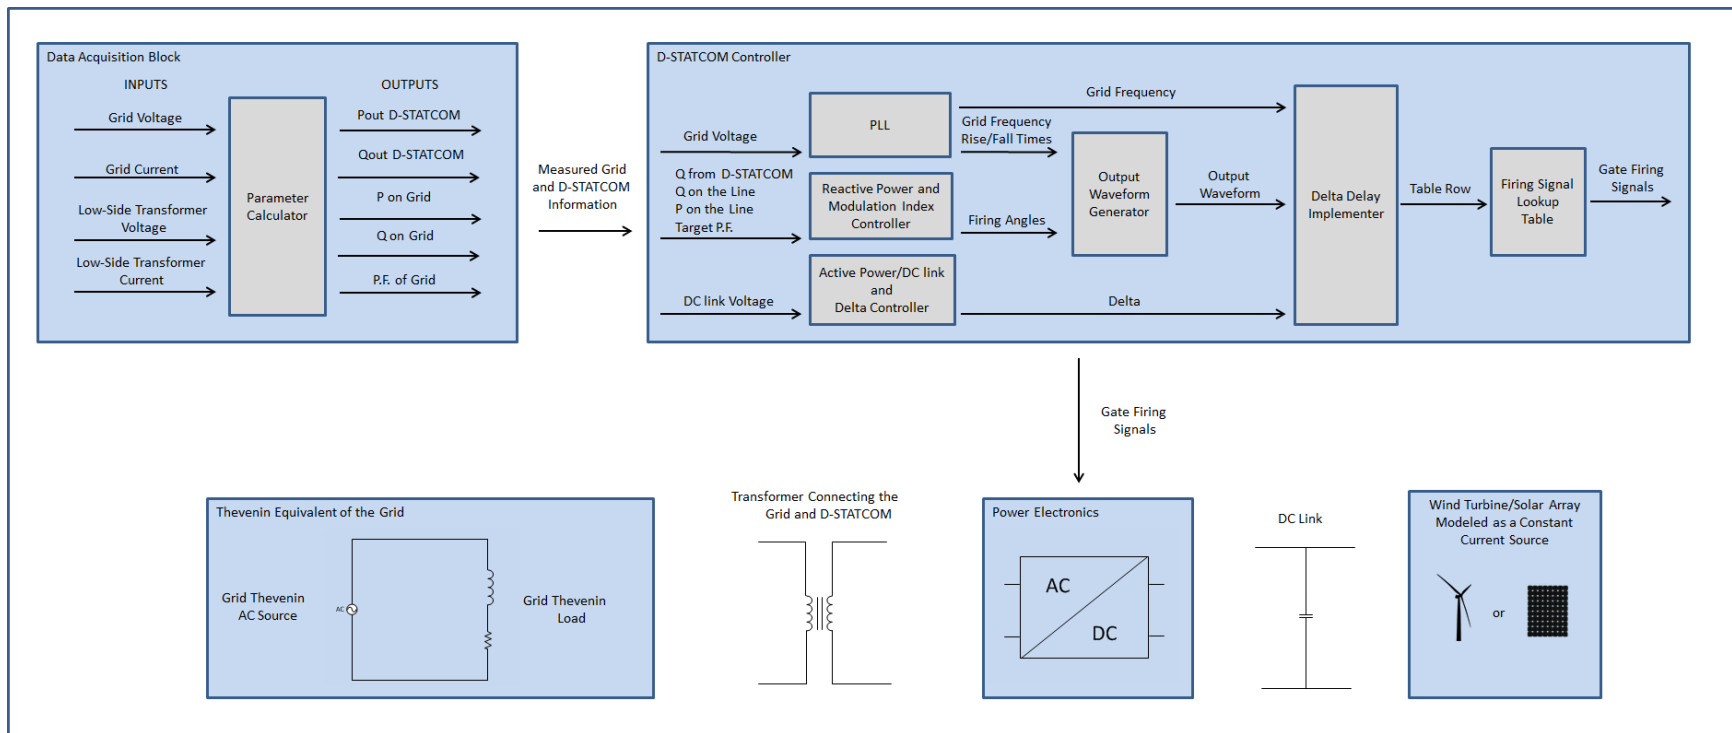 Data Acquisition Block
INPUTS
OUTPUTS
Grid Voltage
Grid Current
Low-Side Transformer
Voltage
Low-Side Transformer
Current
Parameter
Calculator
Pout D-STATCOM
Qout D-STATCOM
P on Grid
Q on Grid
P.F. of Grid
Measured Grid
and D-STATCOM
Information
D-STATCOM Controller
Grid Voltage
Q from D-STATCOM
Q on the Line
P on the Line
Target P.F.
DC link Voltage
PLL
Reactive Power and
Modulation Index
Controller
Active Power/DC link
and
Delta Controller
Grid Frequency
Grid Frequency
Rise/Fall Times
Firing Angles
Delta
Output
Waveform
Generator
Output
Waveform
Delta Delay
Implementer
Table Row
Firing Signal
Lookup
Table
Gate Firing
Signals
Gate Firing
Signals
Thevenin Equivalent of the Grid
Grid Thevenin
AC Source
AC
Grid Thevenin
Load
Transformer Connecting the
Grid and D-STATCOM
Power Electronics
AC
DC
DC Link
Wind Turbine/Solar Array
Modeled as a Constant
Current Source
or